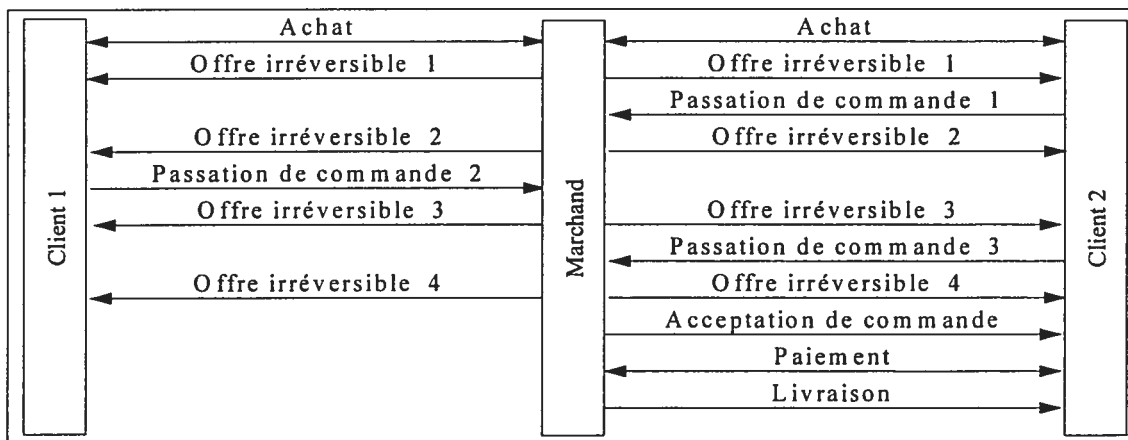 Achat
Achat
Offre irréversible 1
Offre irréversible 1
Passation de commande 1
Offre irréversible 2
Offre irréversible 2
Passation de commande 2
Offre irréversible 3
Offre irréversible 3
Passation de commande 3
Offre irréversible 4
Offre irréversible 4
Acceptation de commande
Paiement
Livraison
Client 1
Marchand
Client 2